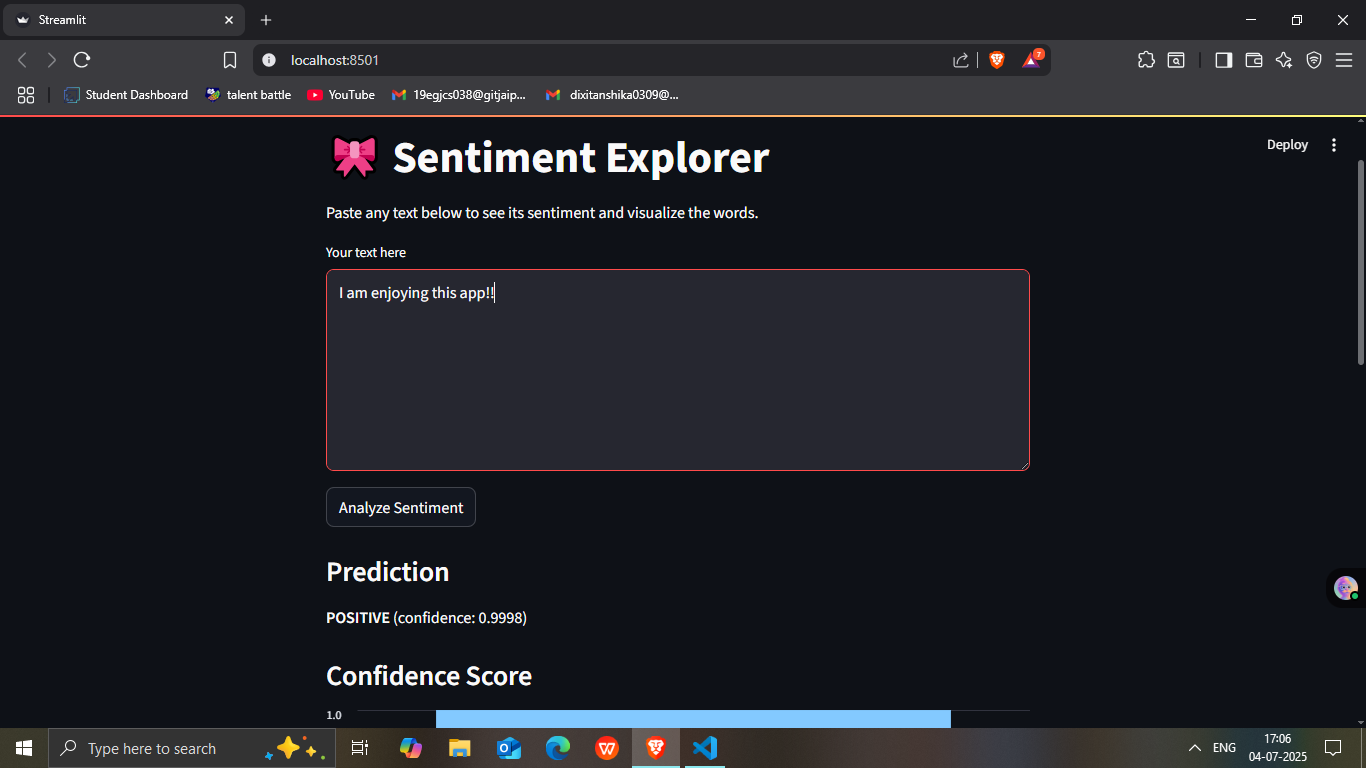 Streamlit
localhost:8501
7
Student Dashboard talent battle YouTube 19egjcs038@gitjaip... dixitanshika0309@...
Deploy
Sentiment Explorer
Paste any text below to see its sentiment and visualize the words.
Your text here
I am enjoying this app!!
Analyze Sentiment
Prediction
POSITIVE (confidence: 0.9998)
Confidence Score
1.0
Type here to search
ENG
17:06
04-07-2025